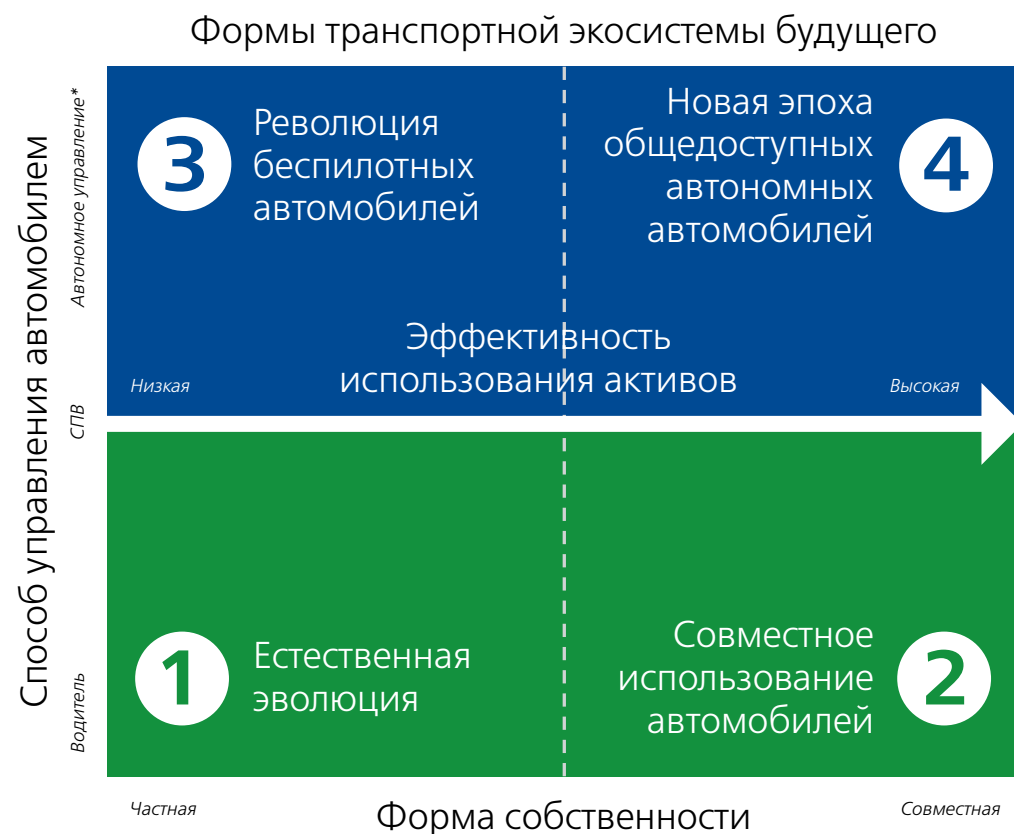 Формы транспортной экосистемы будущего
Способ управления автомобилем
Автономное управление*
СПВ
Водитель
3
Революция
беспилотных
автомобилей
Новая эпоха
общедоступных
автономных
автомобилей
4
Эффективность
использования активов
Низкая
Высокая
1
Естественная
эволюция
Совместное
использование
автомобилей
2
Частная
Форма собственности
Совместная